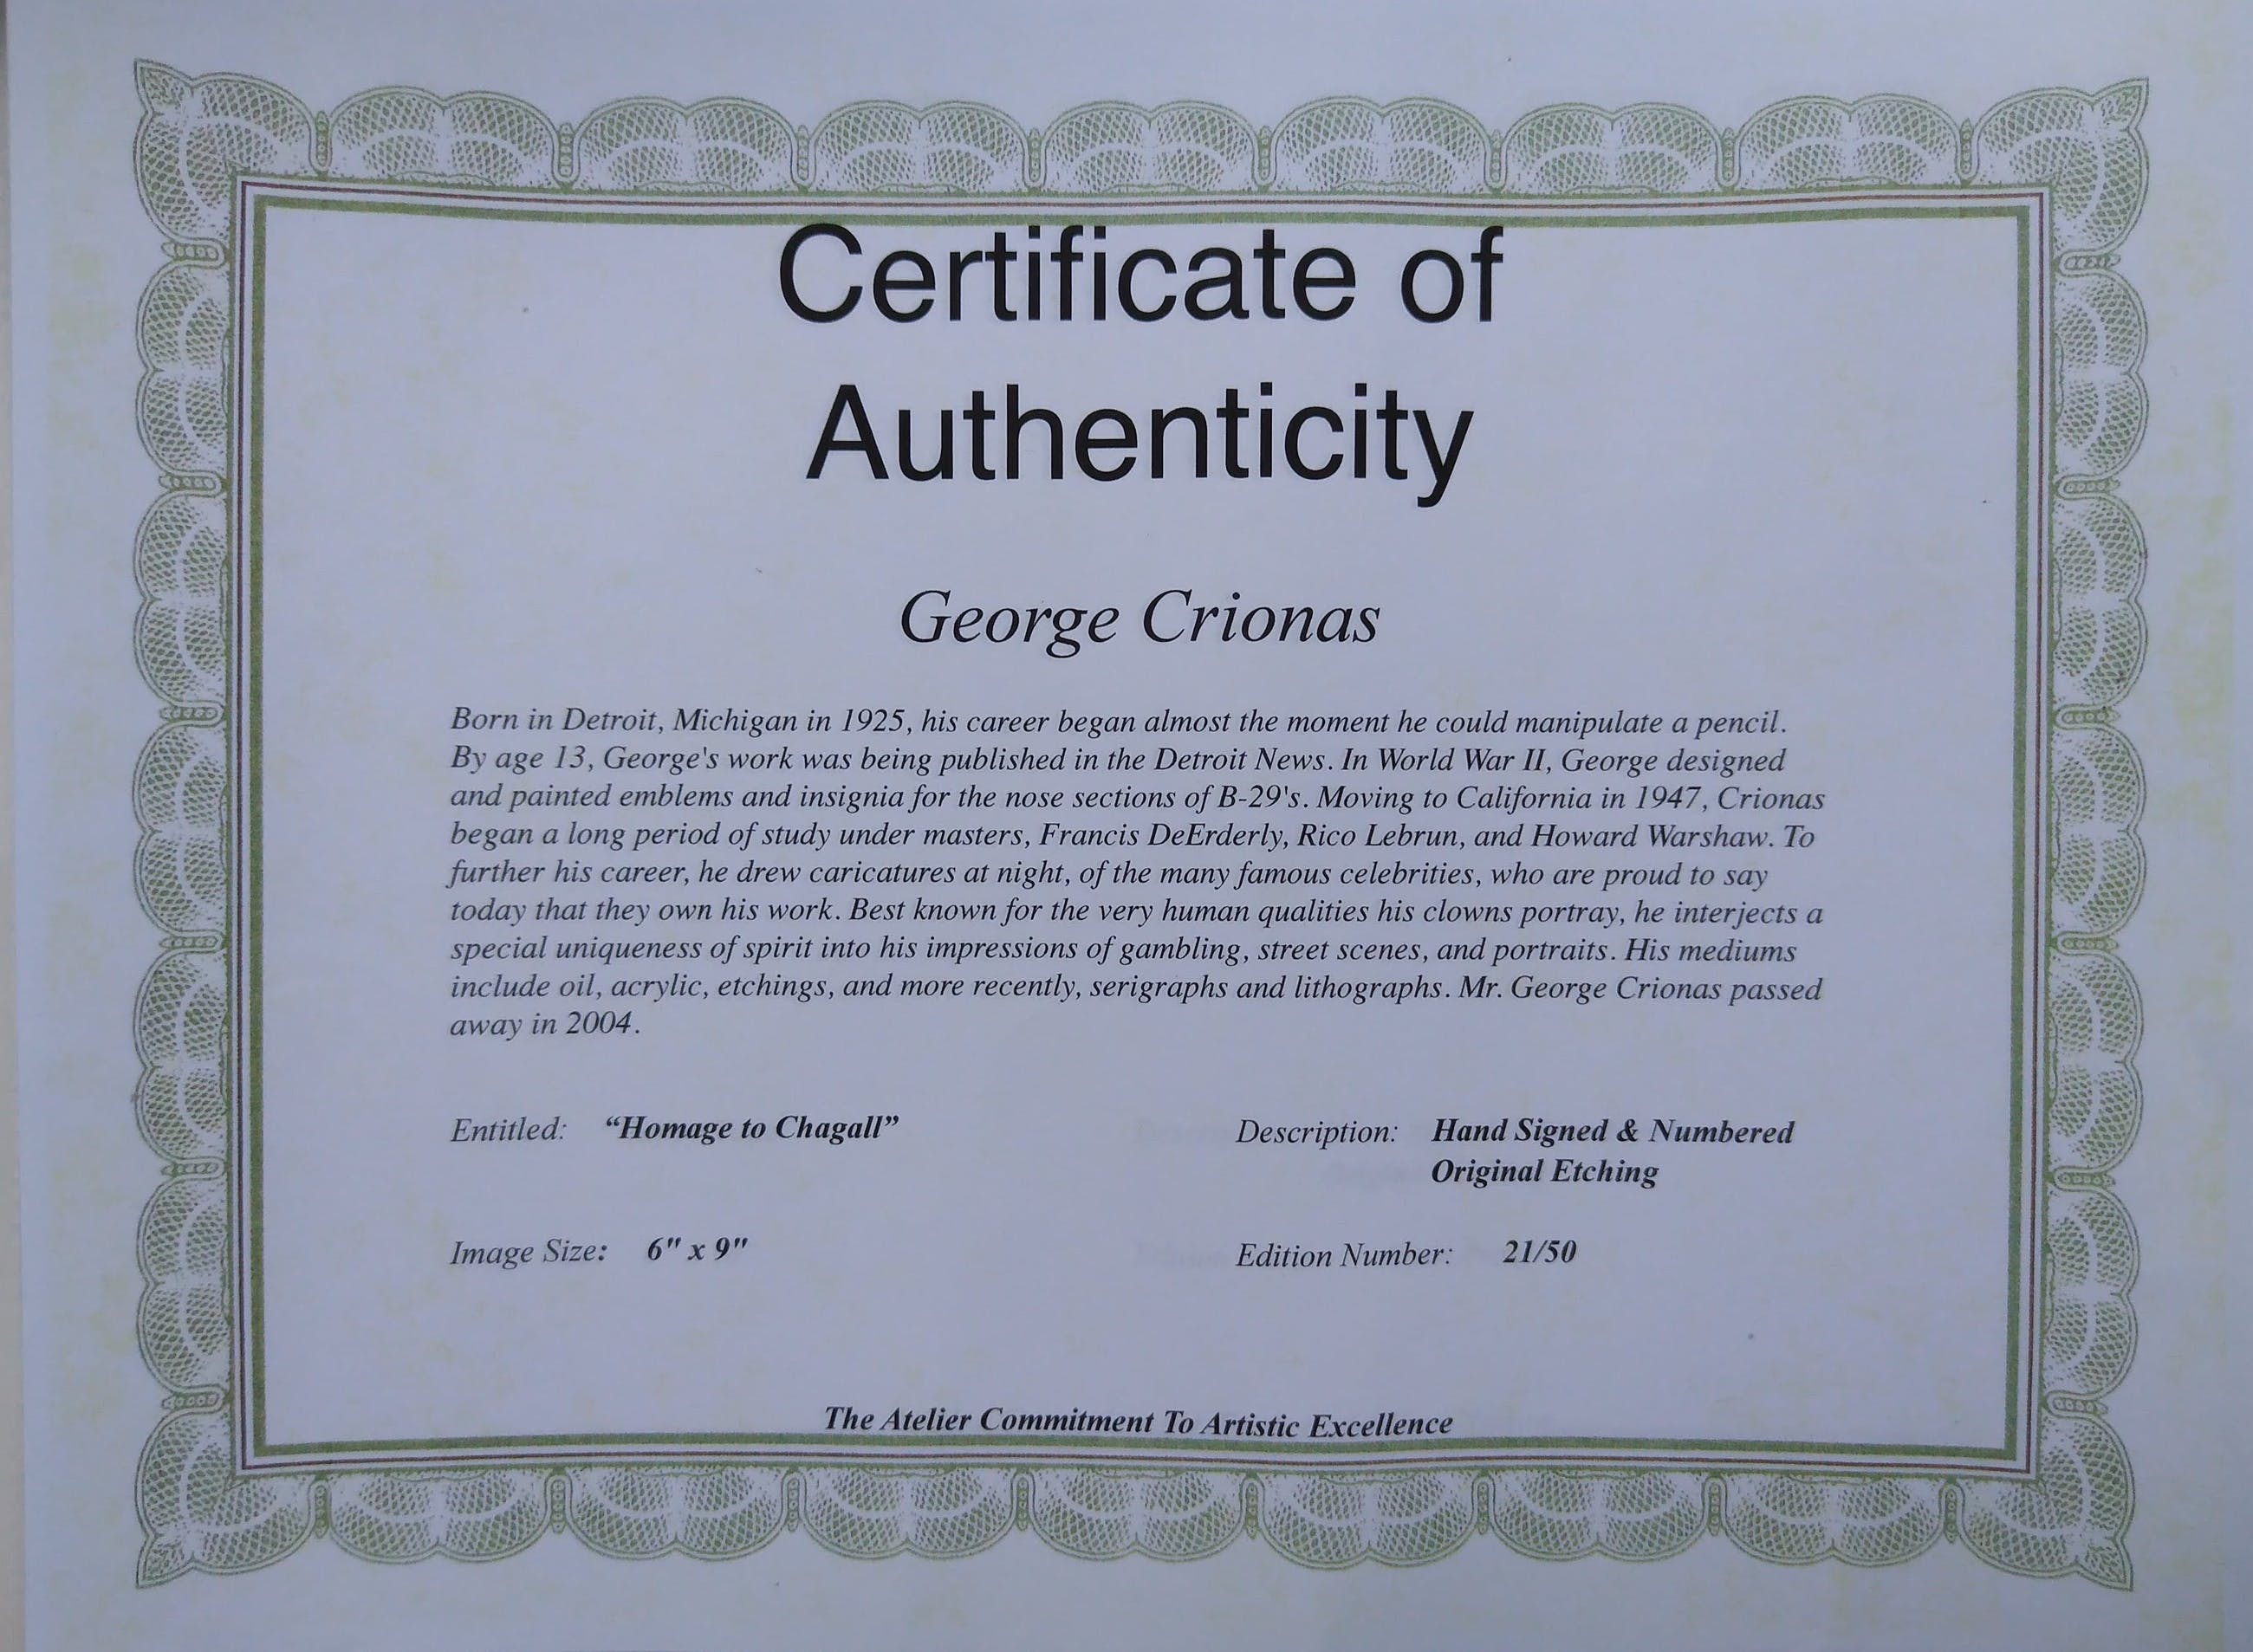 Certificate of
Authenticity
George Crionas
Born in Detroit, Michigan in 1925, his career began almost the moment he could manipulate a pencil.
By age 13, George's work was being published in the Detroit News. In World War II, George designed
and painted emblems and insignia for the nose sections of B-29's. Moving to California in 1947, Crionas
began a long period of study under masters, Francis DeErderly, Rico Lebrun, and Howard Warshaw. To
further his career, he drew caricatures at night, of the many famous celebrities, who are proud to say
today that they own his work. Best known for the very human qualities his clowns portray, he interjects a
special uniqueness of spirit into his impressions of gambling, street scenes, and portraits. His mediums
include oil, acrylic, etchings, and more recently, serigraphs and lithographs. Mr. George Crionas passed
away in 2004.
Entitled: “Homage to Chagall” Description: Hand Signed & Numbered
Original Etching
Image Size: 6" x 9" Edition Number: 21/50
The Atelier Commitment To Artistic Excellence